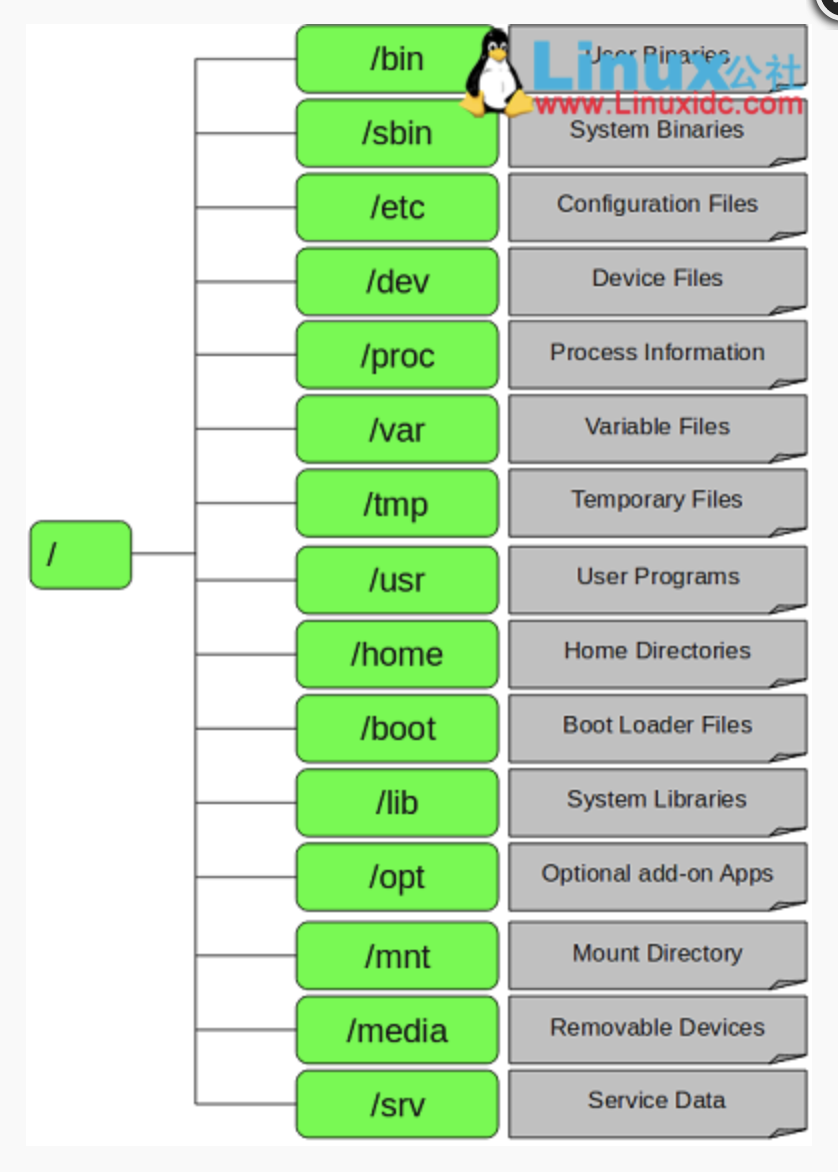 /
/bin
User Binaries
Linux公社
www.Linuxidc.com
/sbin
System Binaries
/etc
Configuration Files
/dev
Device Files
/proc
Process Information
/var
Variable Files
/tmp
Temporary Files
/usr
User Programs
/home
Home Directories
/boot
Boot Loader Files
/lib
System Libraries
/opt
Optional add-on Apps
/mnt
Mount Directory
/media
Removable Devices
/srv
Service Data